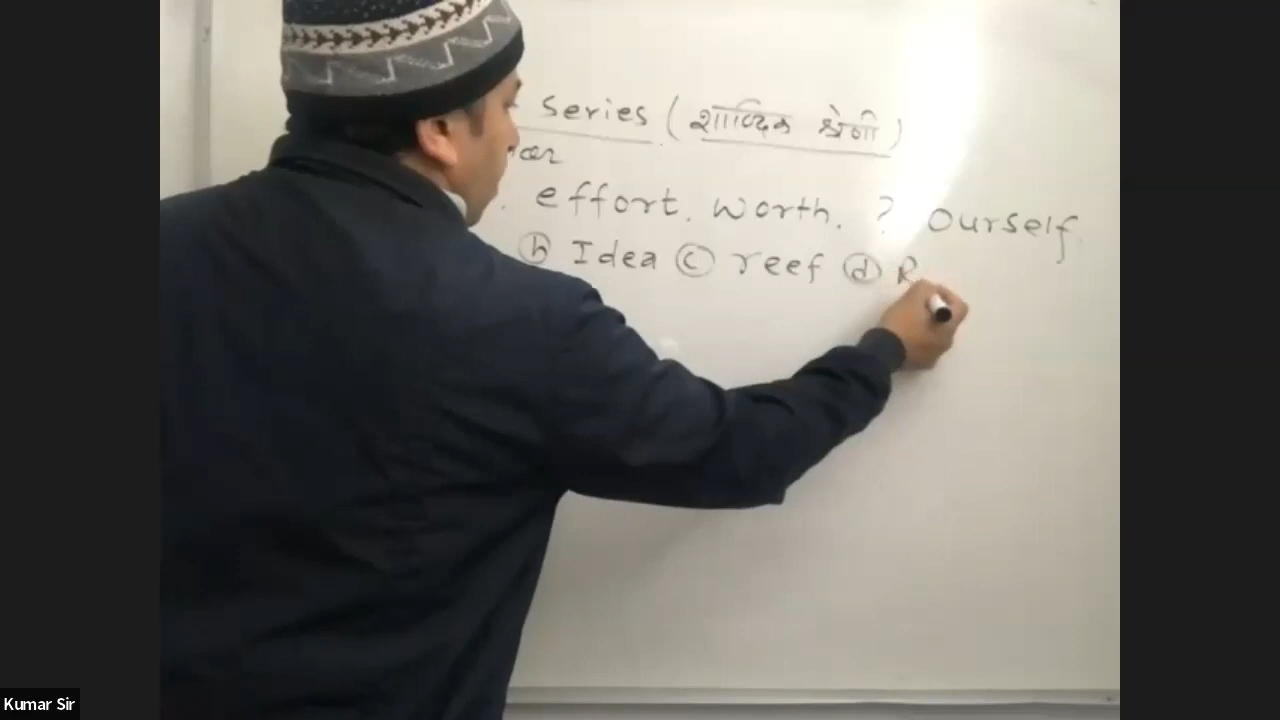 series (शाब्दिक श्रेणी)
effort. worth. ? Ourself.
(b) Idea (c) reef (d) R
Kumar Sir